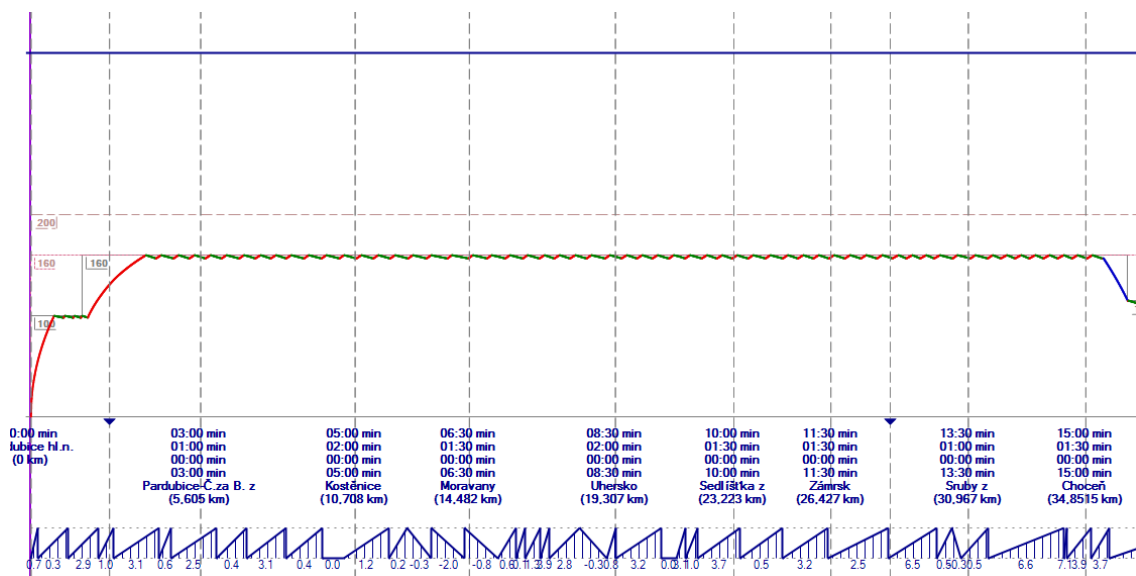 200
160
160
100
0:00 min
dubice hl.n.
(0 km)
03:00 min
01:00 min
00:00 min
03:00 min
Pardubice-Č.za B. z
(5,605 km)
05:00 min
02:00 min
00:00 min
05:00 min
Kostěnice
(10,708 km)
06:30 min
01:30 min
00:00 min
06:30 min
Moravany
(14,482 km)
08:30 min
02:00 min
00:00 min
08:30 min
Uhersko
(19,307 km)
10:00 min
01:30 min
00:00 min
10:00 min
Sedlišťka z
(23,223 km)
11:30 min
01:30 min
00:00 min
11:30 min
Zámrsk
(26,427 km)
13:30 min
01:00 min
00:00 min
13:30 min
Sruby z
(30,967 km)
15:00 min
01:30 min
00:00 min
15:00 min
Choceň
(34,8515 km)
0.7 0.3 2.9 1.0 3.1 0.6 2.5 0.4 3.1 0.4 0.0 1.2 0.2 -0.3 -2.0 -0.8 2.8 3.2 3.7 0.5 3.2 2.5 6.5 6.6 3.7